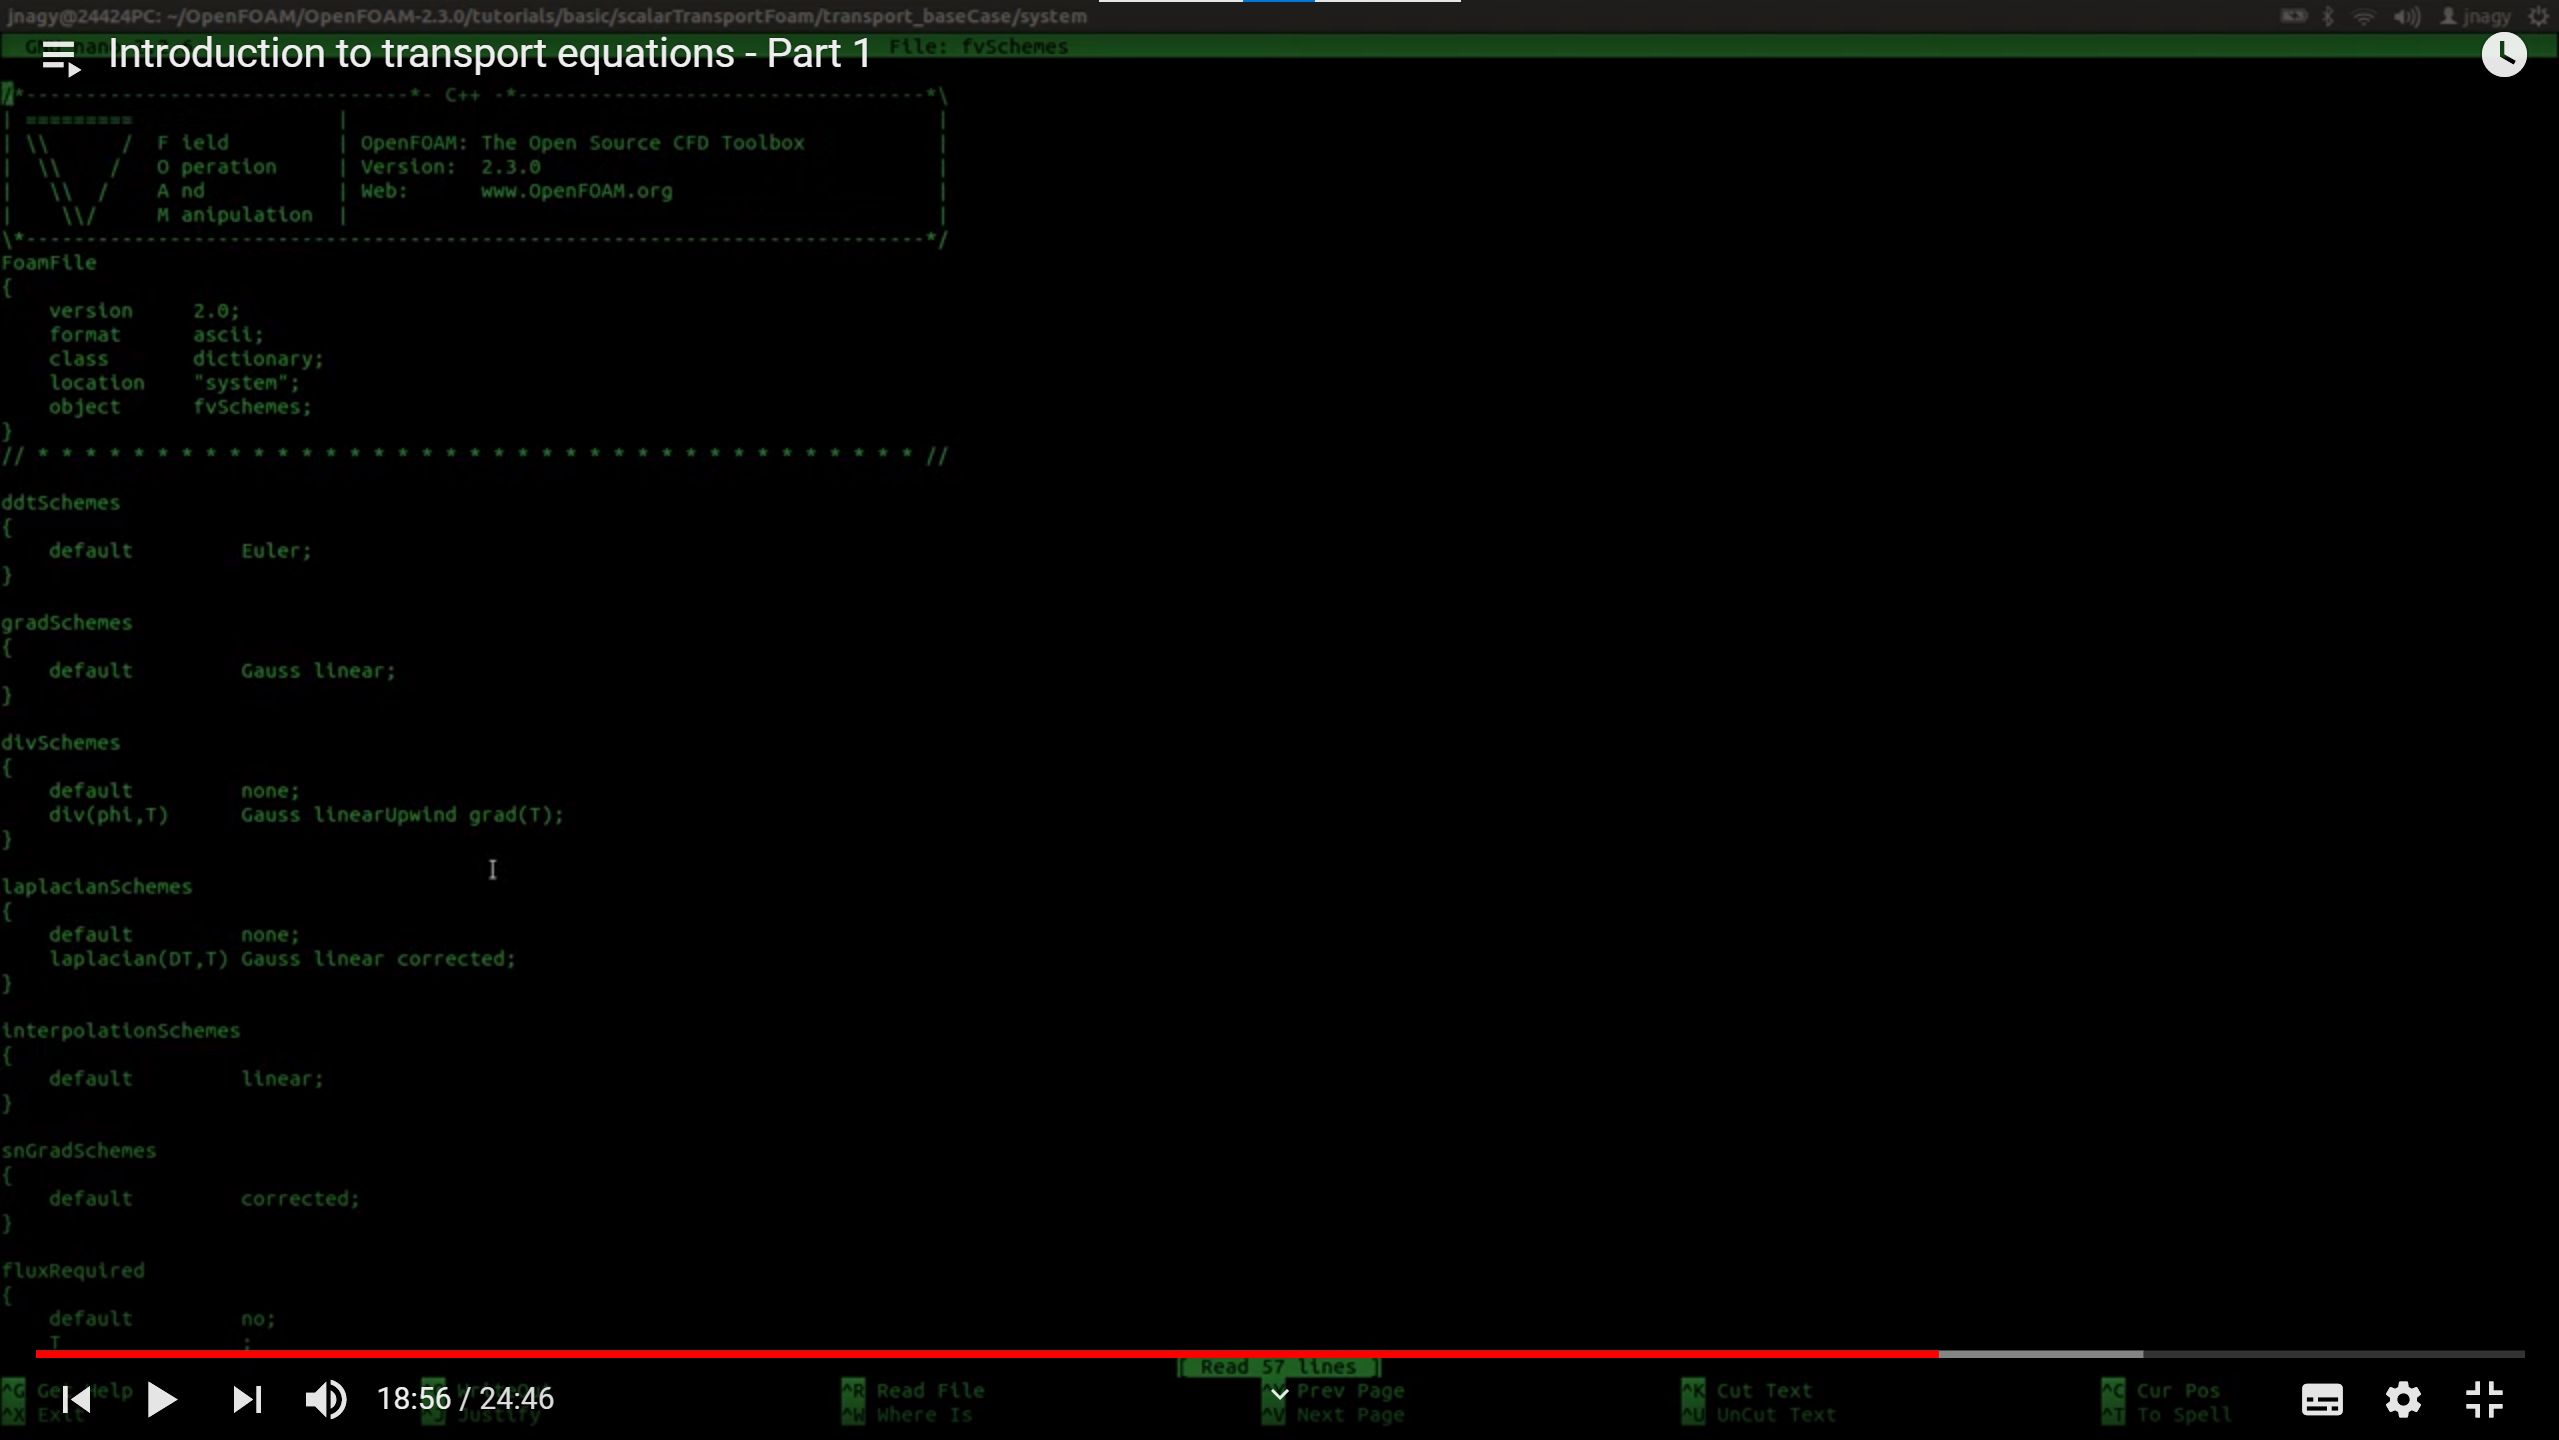 jnagy@24424PC: ~/OpenFOAM/OpenFOAM-2.3.0/tutorials/basic/scalarTransportFoam/transport_baseCase/system
jnagy
File: fvSchemes
Introduction to transport equations - Part 1
/*--------------------------------*- C++ -*----------------------------------*\
| =========                 |                                                 |
| \\      /  F ield         | OpenFOAM: The Open Source CFD Toolbox           |
|  \\    /   O peration     | Version:  2.3.0                                 |
|   \\  /    A nd           | Web:      www.OpenFOAM.org                      |
|    \\/     M anipulation  |                                                 |
\*---------------------------------------------------------------------------*/
FoamFile
{
    version     2.0;
    format      ascii;
    class       dictionary;
    location    "system";
    object      fvSchemes;
}
// * * * * * * * * * * * * * * * * * * * * * * * * * * * * * * * * * * * * * //
ddtSchemes
{
    default         Euler;
}
gradSchemes
{
    default         Gauss linear;
}
divSchemes
{
    default         none;
    div(phi,T)      Gauss linearUpwind grad(T);
}
laplacianSchemes
{
    default         none;
    laplacian(DT,T) Gauss linear corrected;
}
interpolationSchemes
{
    default         linear;
}
snGradSchemes
{
    default         corrected;
}
fluxRequired
{
    default         no;
    T               ;
[ Read 57 lines ]
^G Get Help ^R Read File Prev Page ^K Cut Text ^C Cur Pos
^X Exit Justify ^W Where Is ^V Next Page ^U UnCut Text ^T To Spell
18:56 / 24:46